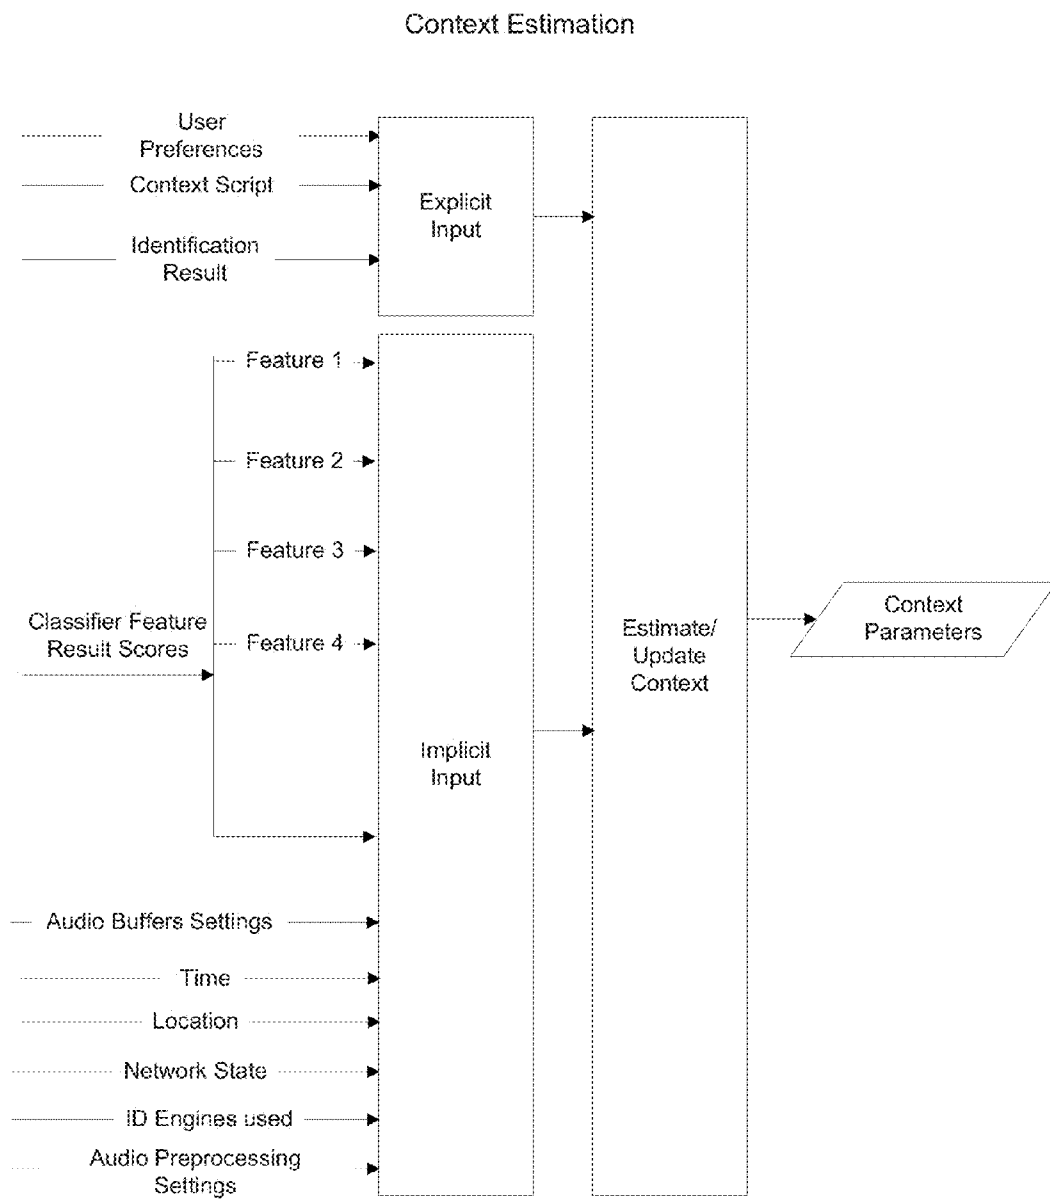 Context Estimation
User
Preferences
Context Script
Identification
Result
Explicit
Input
Feature 1
Feature 2
Feature 3
Feature 4
Classifier Feature
Result Scores
Implicit
Input
Estimate/
Update
Context
Context
Parameters
Audio Buffers Settings
Time
Location
Network State
ID Engines used
Audio Preprocessing
Settings